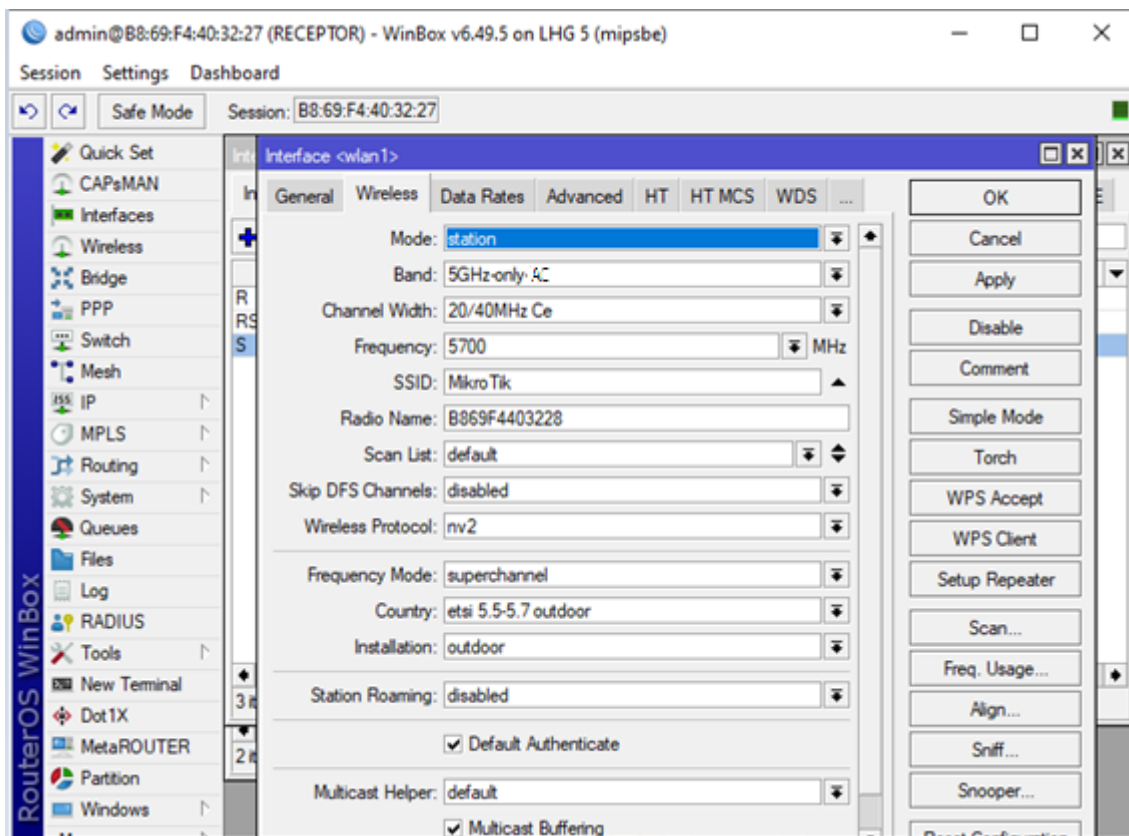 admin@B8:69:F4:40:32:27 (RECEPTOR) - WinBox v6.49.5 on LHG 5 (mipsbe)
Session Settings Dashboard
Safe Mode Session: B8:69:F4:40:32:27
RouterOS WinBox
Quick Set
CAPsMAN
Interfaces
Wireless
Bridge
PPP
Switch
Mesh
IP
MPLS
Routing
System
Queues
Files
Log
RADIUS
Tools
New Terminal
Dot1X
MetaROUTER
Partition
Windows
R
RS
S
Interface <wlan1>
General Wireless Data Rates Advanced HT HT MCS WDS ...
Mode: station
Band: 5GHz-only- AC
Channel Width: 20/40MHz Ce
Frequency: 5700 MHz
SSID: MikroTik
Radio Name: B869F4403228
Scan List: default
Skip DFS Channels: disabled
Wireless Protocol: nv2
Frequency Mode: superchannel
Country: etsi 5.5-5.7 outdoor
Installation: outdoor
Station Roaming: disabled
Default Authenticate
Multicast Helper: default
Multicast Buffering
OK
Cancel
Apply
Disable
Comment
Simple Mode
Torch
WPS Accept
WPS Client
Setup Repeater
Scan...
Freq. Usage...
Align...
Sniff...
Snooper...
Reset Configuration